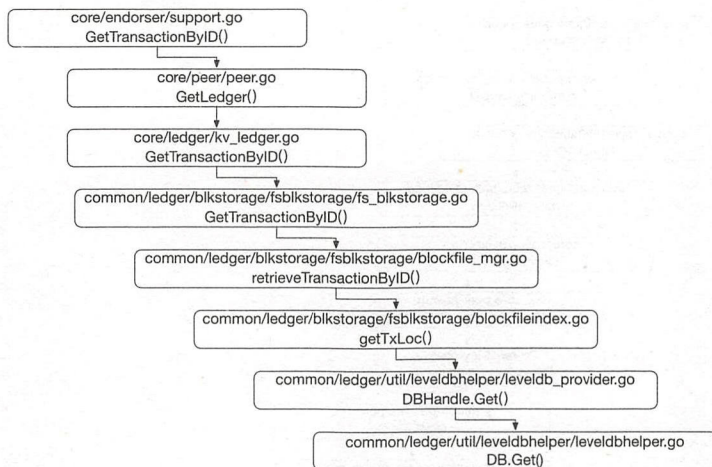 core/endorser/support.go
GetTransactionByID()
core/peer/peer.go
GetLedger()
core/ledger/kv_ledger.go
GetTransactionByID()
common/ledger/blkstorage/fsblkstorage/fs_blkstorage.go
GetTransactionByID()
common/ledger/blkstorage/fsblkstorage/blockfile_mgr.go
retrieveTransactionByID()
common/ledger/blkstorage/fsblkstorage/blockfileindex.go
getTxLoc()
common/ledger/util/leveldbhelper/leveldb_provider.go
DBHandle.Get()
common/ledger/util/leveldbhelper/leveldbhelper.go
DB.Get()